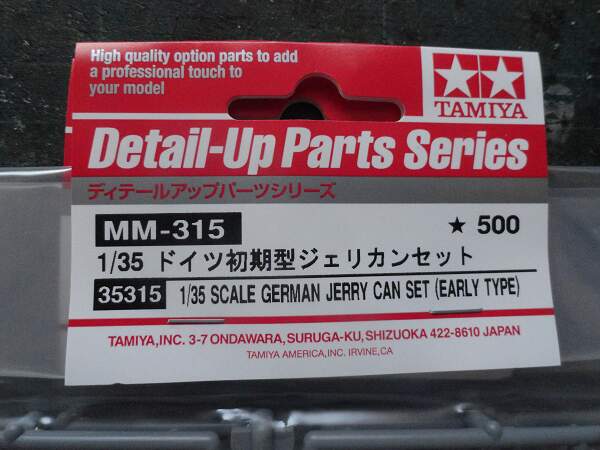 High quality option parts to add
a professional touch to
your model
TAMIYA
Detail-Up Parts Series
ディテールアップパーツシリーズ
MM-315
★ 500
1/35 ドイツ初期型ジェリカンセット
35315 1/35 SCALE GERMAN JERRY CAN SET (EARLY TYPE)
TAMIYA,INC. 3-7 ONDAWARA, SURUGA-KU, SHIZUOKA 422-8610 JAPAN
TAMIYA AMERICA,INC. IRVINE,CA